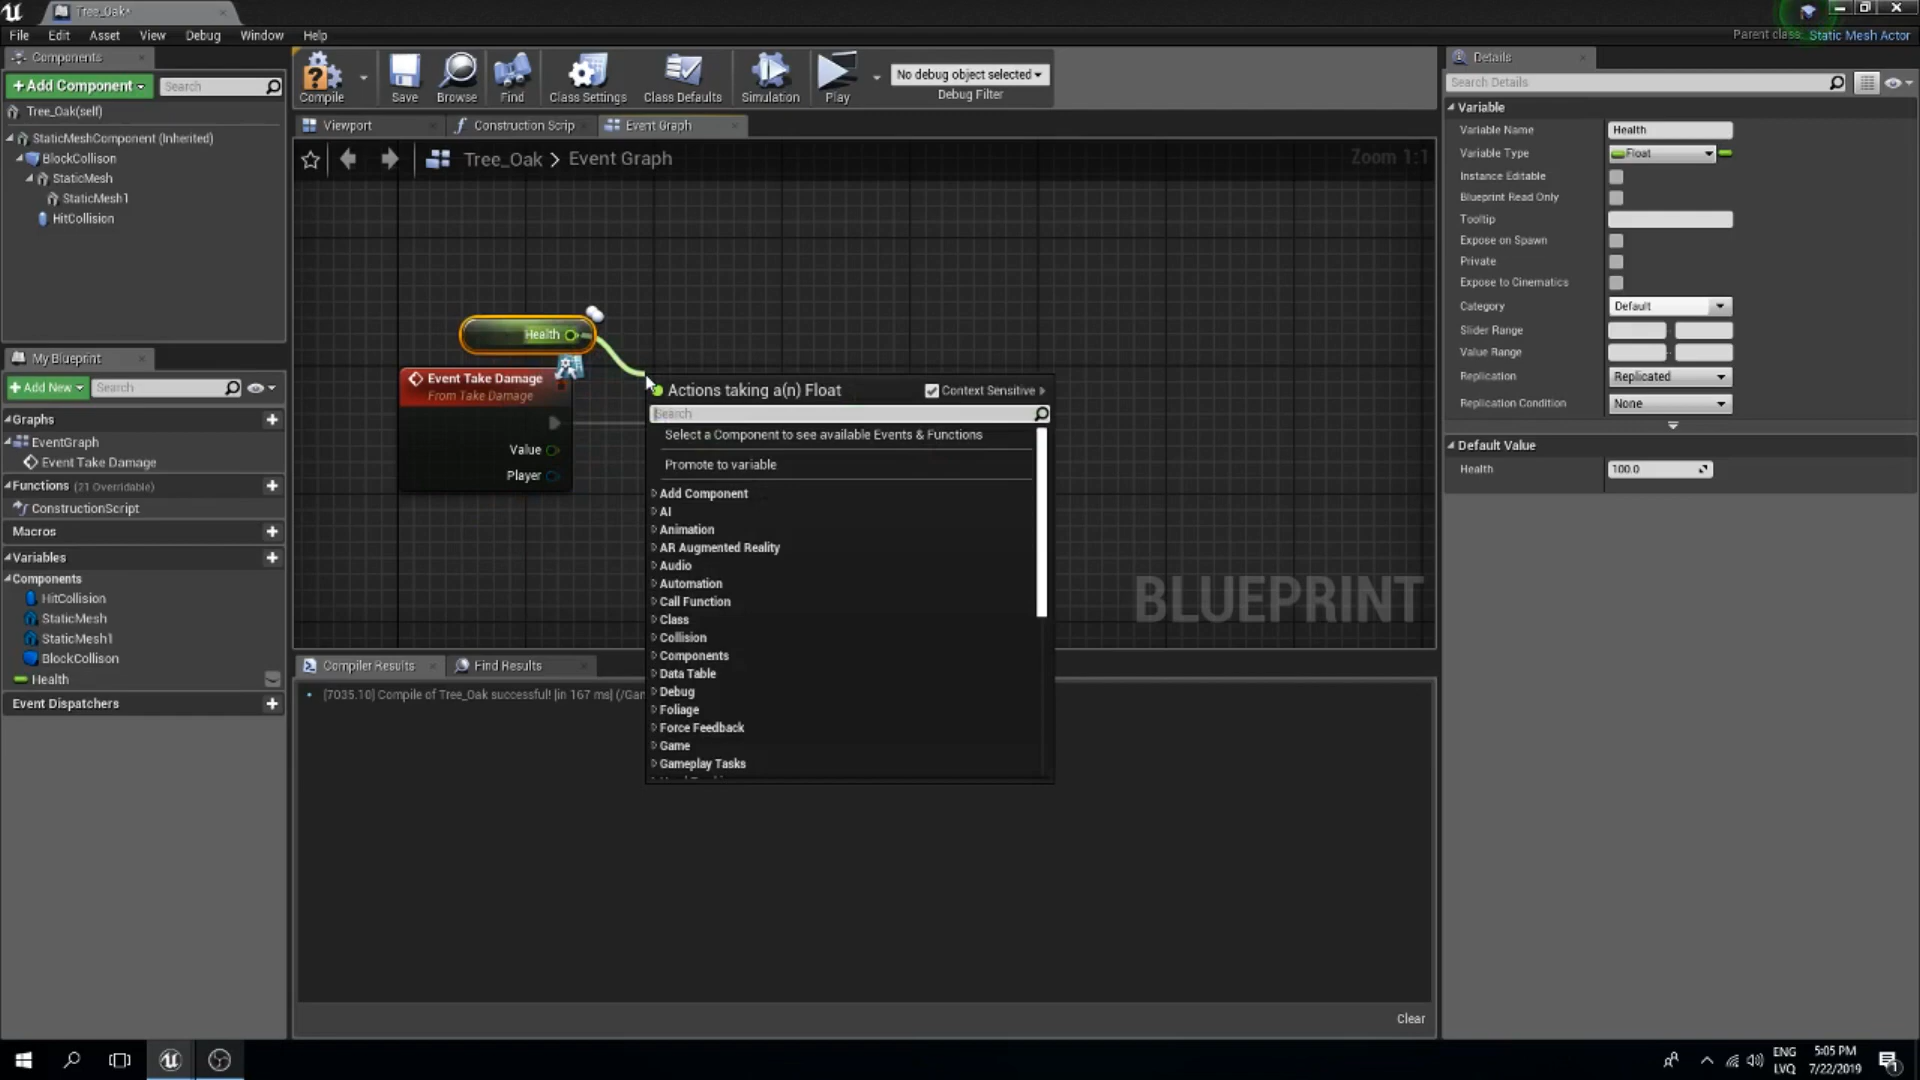 Tree_Oak*
File Edit Asset View Debug Window Help
Parent class: Static Mesh Actor
Components
+Add Component
Search
Tree_Oak(self)
StaticMeshComponent (Inherited)
BlockCollison
StaticMesh
StaticMesh1
HitCollision
Compile
Save
Browse
Find
Class Settings
Class Defaults
Simulation
Play
No debug object selected
Debug Filter
Viewport
Construction Scrip
Event Graph
Tree_Oak > Event Graph
Zoom 1:1
Health
Event Take Damage
From Take Damage
Value
Player
Actions taking a(n) Float
Context Sensitive
Search
Select a Component to see available Events & Functions
Promote to variable
Add Component
AI
Animation
AR Augmented Reality
Audio
Automation
Call Function
Class
Collision
Components
Data Table
Debug
Foliage
Force Feedback
Game
Gameplay Tasks
BLUEPRINT
My Blueprint
+Add New
Search
Graphs
EventGraph
Event Take Damage
Functions (21 Overridable)
ConstructionScript
Macros
Variables
Components
HitCollision
StaticMesh
StaticMesh1
BlockCollison
Health
Event Dispatchers
Compiler Results
Find Results
[7035.10] Compile of Tree_Oak successful! [in 167 ms] (/Gam
Clear
Details
Search Details
Variable
Variable Name Health
Variable Type Float
Instance Editable
Blueprint Read Only
Tooltip
Expose on Spawn
Private
Expose to Cinematics
Category Default
Slider Range
Value Range
Replication Replicated
Replication Condition None
Default Value
Health 100.0
ENG
LVQ
5:05 PM
7/22/2019
1